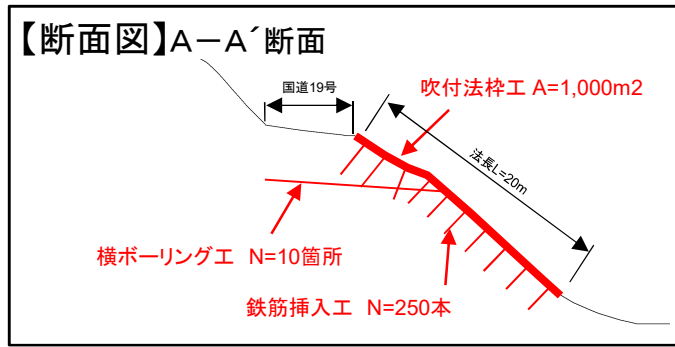 【断面図】A－A´断面
国道19号
吹付法枠工 A=1,000m2
法長L=20m
横ボーリング工 N=10箇所
鉄筋挿入工 N=250本